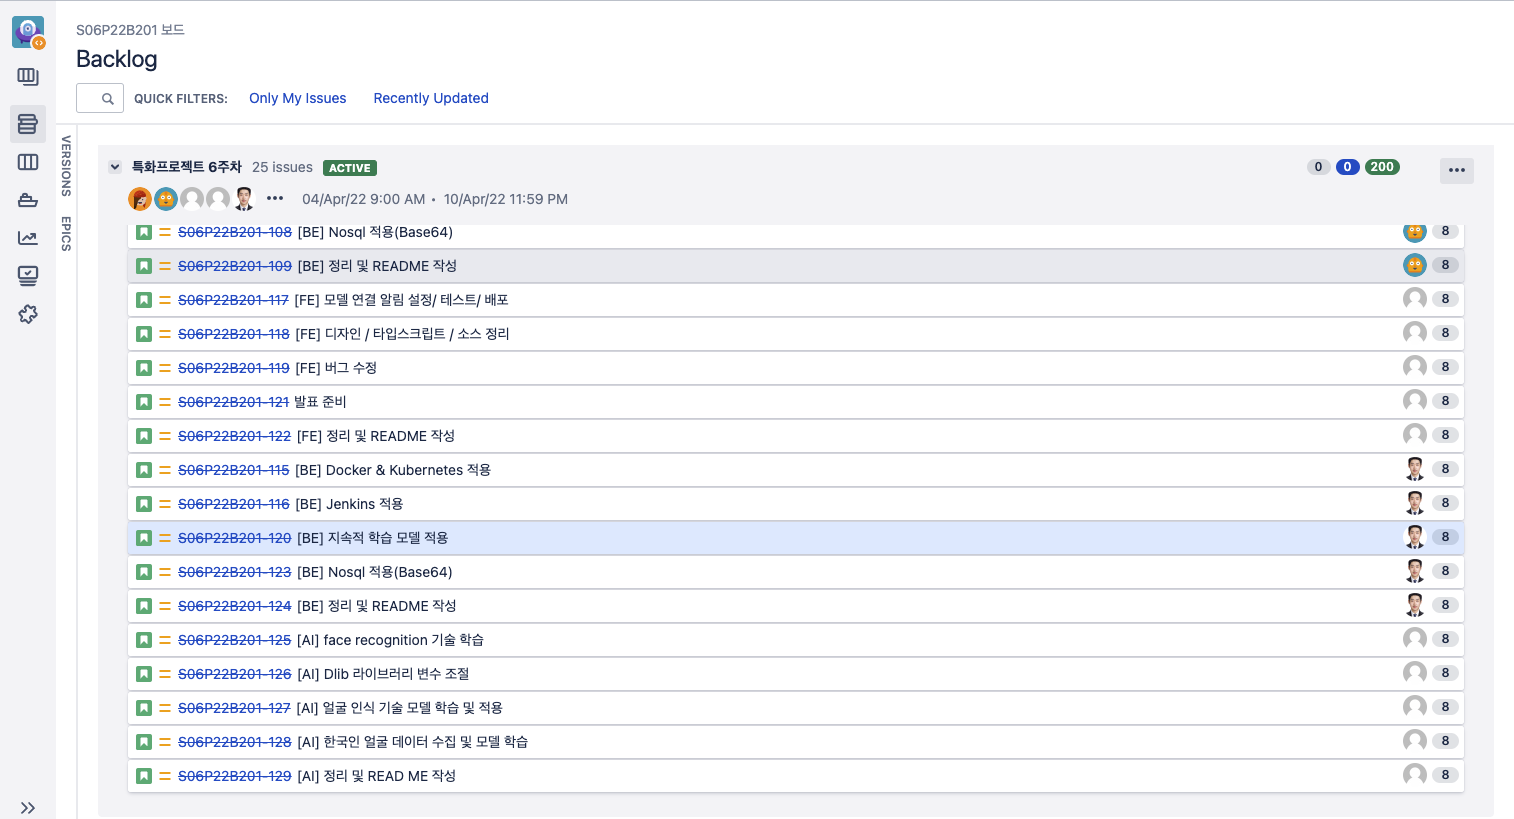 S06P22B201 보드
Backlog
QUICK FILTERS: Only My Issues Recently Updated
VERSIONS
EPICS
특화프로젝트 6주차 25 issues ACTIVE 0 0 200
04/Apr/22 9:00 AM • 10/Apr/22 11:59 PM
S06P22B201-108 [BE] Nosql 적용(Base64) 8
S06P22B201-109 [BE] 정리 및 README 작성 8
S06P22B201-117 [FE] 모델 연결 알림 설정/ 테스트/ 배포 8
S06P22B201-118 [FE] 디자인 / 타입스크립트 / 소스 정리 8
S06P22B201-119 [FE] 버그 수정 8
S06P22B201-121 발표 준비 8
S06P22B201-122 [FE] 정리 및 README 작성 8
S06P22B201-115 [BE] Docker & Kubernetes 적용 8
S06P22B201-116 [BE] Jenkins 적용 8
S06P22B201-120 [BE] 지속적 학습 모델 적용 8
S06P22B201-123 [BE] Nosql 적용(Base64) 8
S06P22B201-124 [BE] 정리 및 README 작성 8
S06P22B201-125 [AI] face recognition 기술 학습 8
S06P22B201-126 [AI] Dlib 라이브러리 변수 조절 8
S06P22B201-127 [AI] 얼굴 인식 기술 모델 학습 및 적용 8
S06P22B201-128 [AI] 한국인 얼굴 데이터 수집 및 모델 학습 8
S06P22B201-129 [AI] 정리 및 READ ME 작성 8